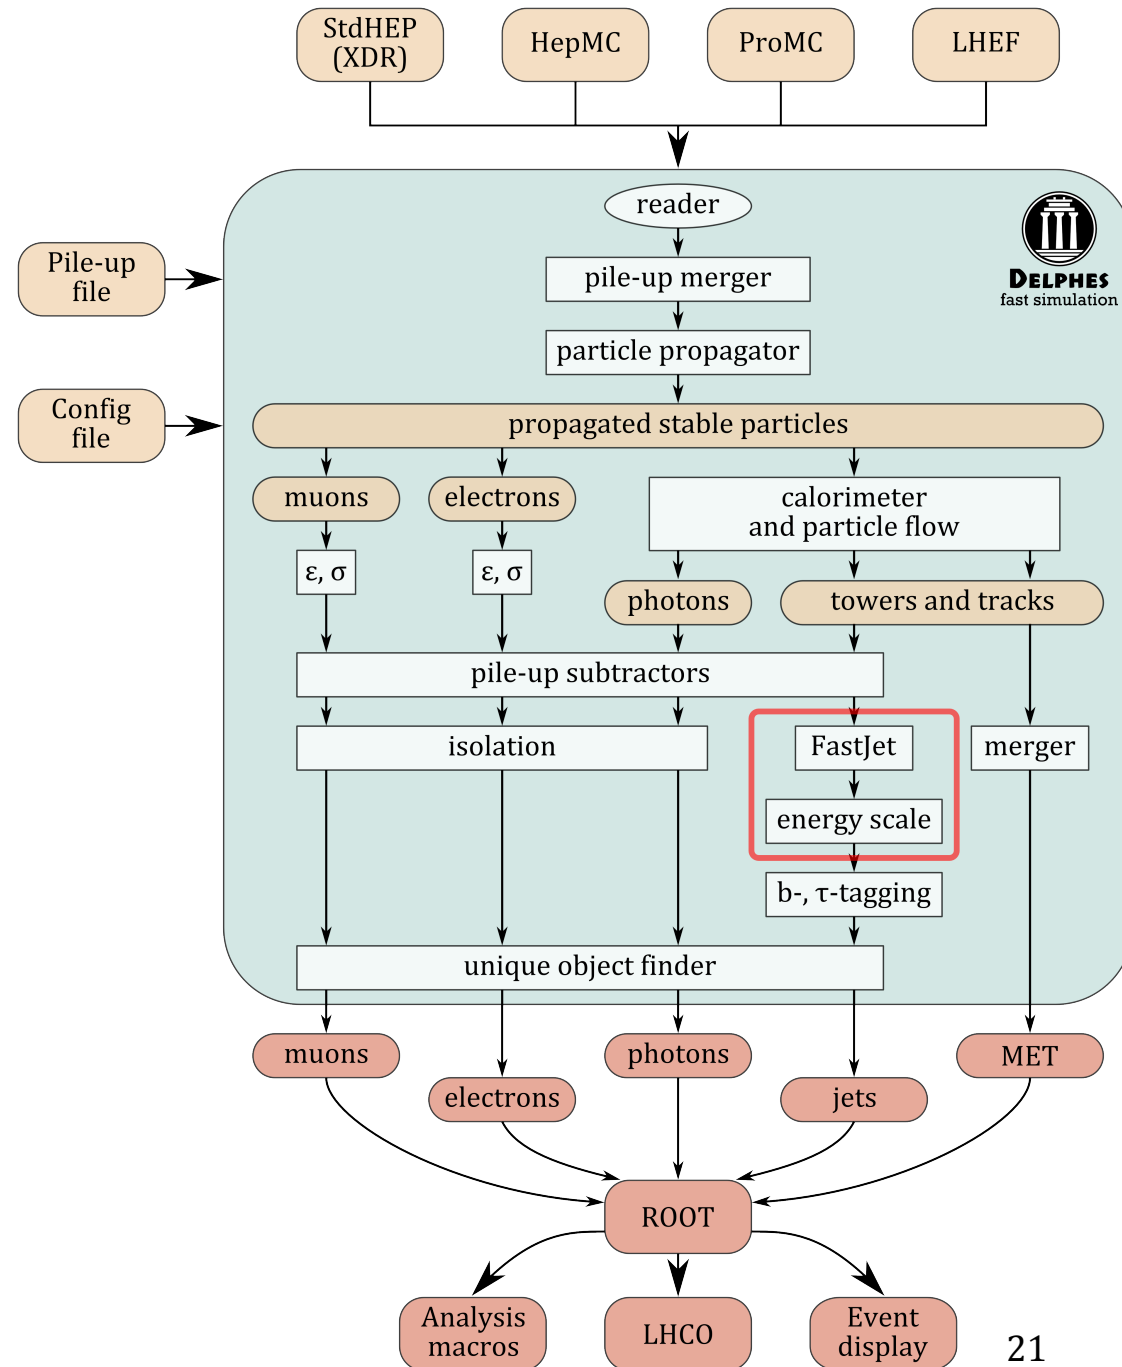 StdHEP
(XDR)
HepMC
ProMC
LHEF
reader
DELPHES
fast simulation
Pile-up
file
pile-up merger
particle propagator
Config
file
propagated stable particles
muons
electrons
calorimeter
and particle flow
ε, σ
ε, σ
photons
towers and tracks
pile-up subtractors
isolation
FastJet
merger
energy scale
b-, τ-tagging
unique object finder
muons
photons
MET
electrons
jets
ROOT
Analysis
macros
LHCO
Event
display
21